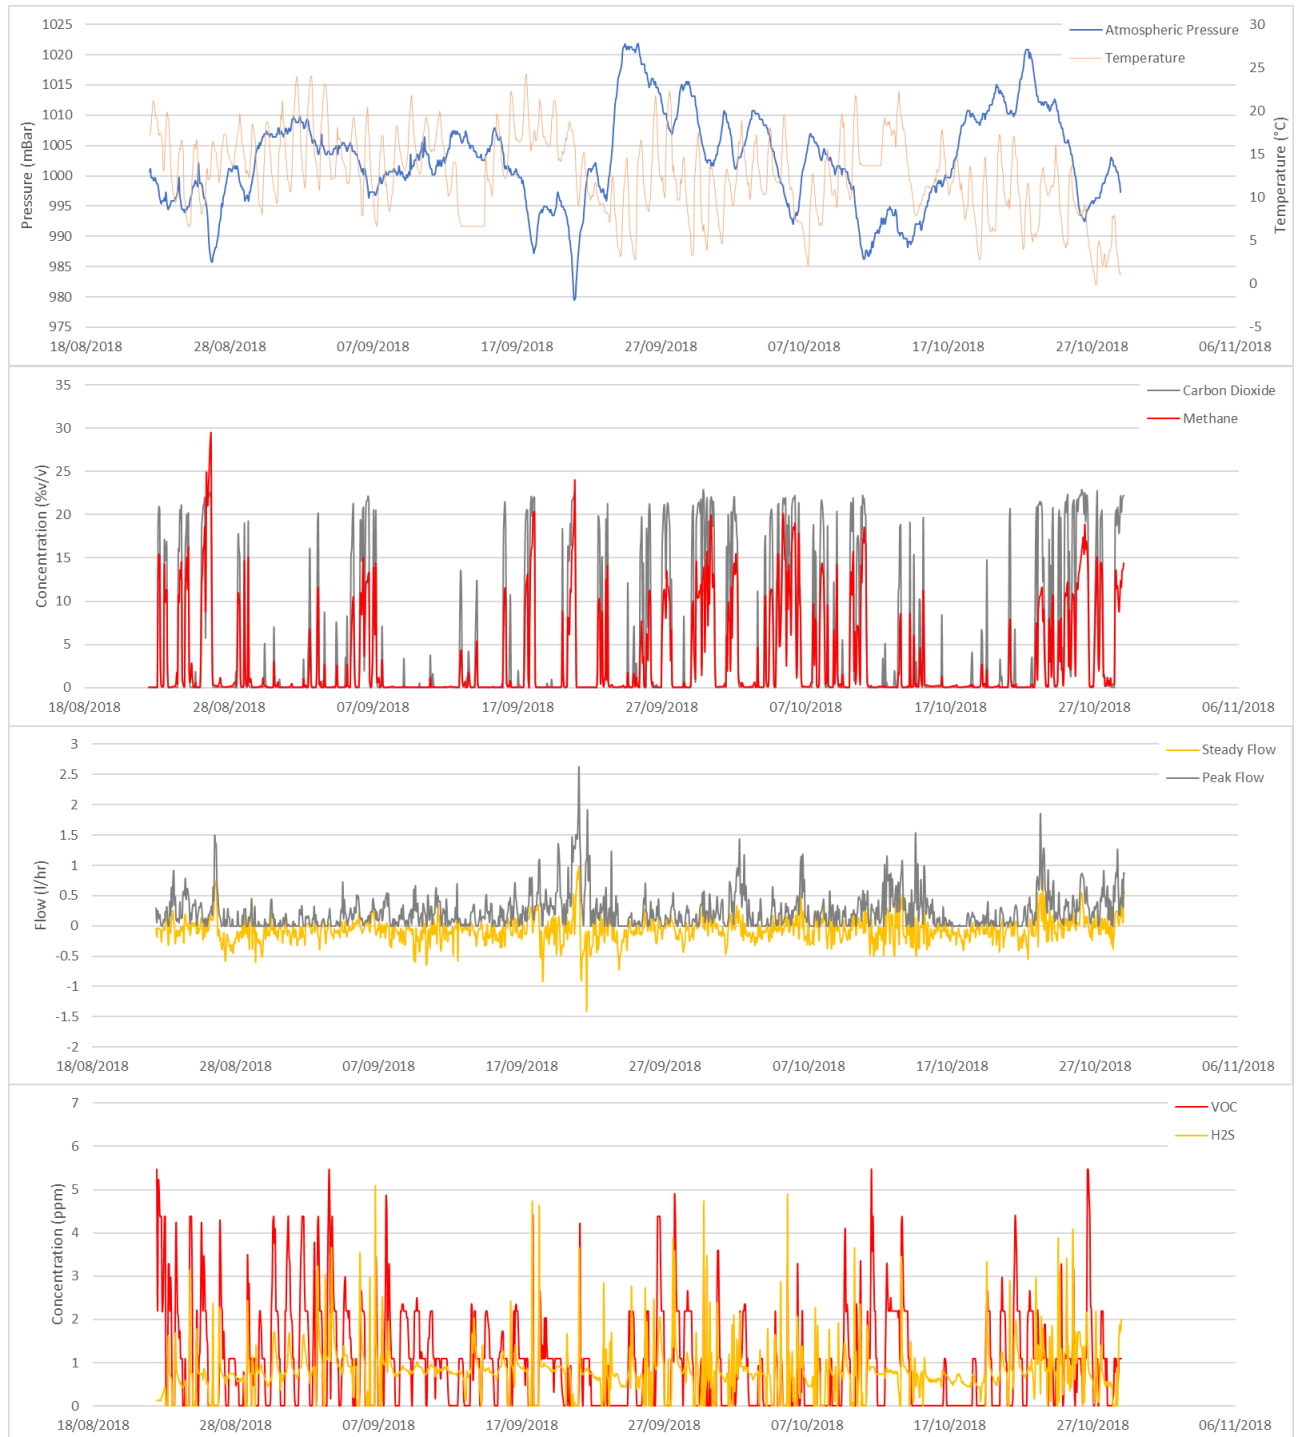 1025
1020
1015
1010
1005
1000
995
990
985
980
975
Pressure (mBar)
30
25
20
15
10
5
0
-5
Temperature (°C)
Atmospheric Pressure
Temperature
18/08/2018 28/08/2018 07/09/2018 17/09/2018 27/09/2018 07/10/2018 17/10/2018 27/10/2018 06/11/2018
35
30
25
20
15
10
5
0
Concentration (%v/v)
Carbon Dioxide
Methane
18/08/2018 28/08/2018 07/09/2018 17/09/2018 27/09/2018 07/10/2018 17/10/2018 27/10/2018 06/11/2018
3
2.5
2
1.5
1
0.5
0
-0.5
-1
-1.5
-2
Flow (l/hr)
Steady Flow
Peak Flow
18/08/2018 28/08/2018 07/09/2018 17/09/2018 27/09/2018 07/10/2018 17/10/2018 27/10/2018 06/11/2018
7
6
5
4
3
2
1
0
Concentration (ppm)
VOC
H2S
18/08/2018 28/08/2018 07/09/2018 17/09/2018 27/09/2018 07/10/2018 17/10/2018 27/10/2018 06/11/2018